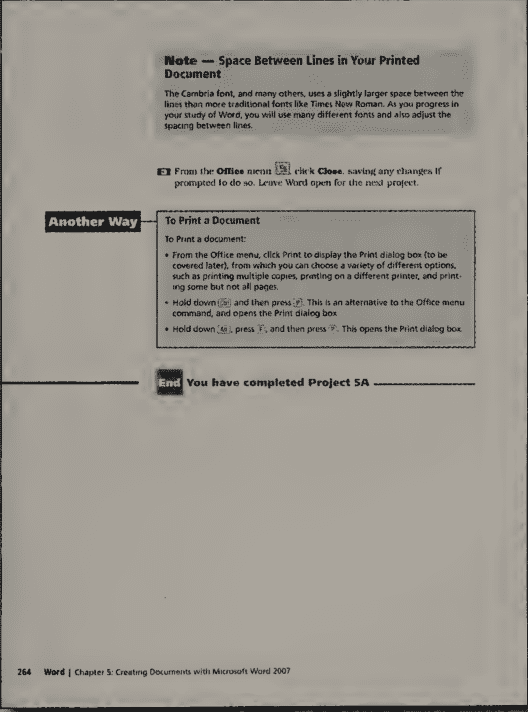 Note — Space Between Lines in Your Printed
Document
The Cambria font, and many others, uses a slightly larger space between the
lines than more traditional fonts like Times New Roman. As you progress in
your study of Word, you will use many different fonts and also adjust the
spacing between lines.
From the Office menu, click Close, saving any changes if
prompted to do so. Leave Word open for the next project.
Another Way
To Print a Document
To Print a document:
• From the Office menu, click Print to display the Print dialog box (to be
covered later), from which you can choose a variety of different options,
such as printing multiple copies, printing on a different printer, and print-
ing some but not all pages.
• Hold down and then press P. This is an alternative to the Office menu
command, and opens the Print dialog box
• Hold down Alt, press F, and then press P. This opens the Print dialog box.
End You have completed Project 5A
264 Word | Chapter 5: Creating Documents with Microsoft Word 2007